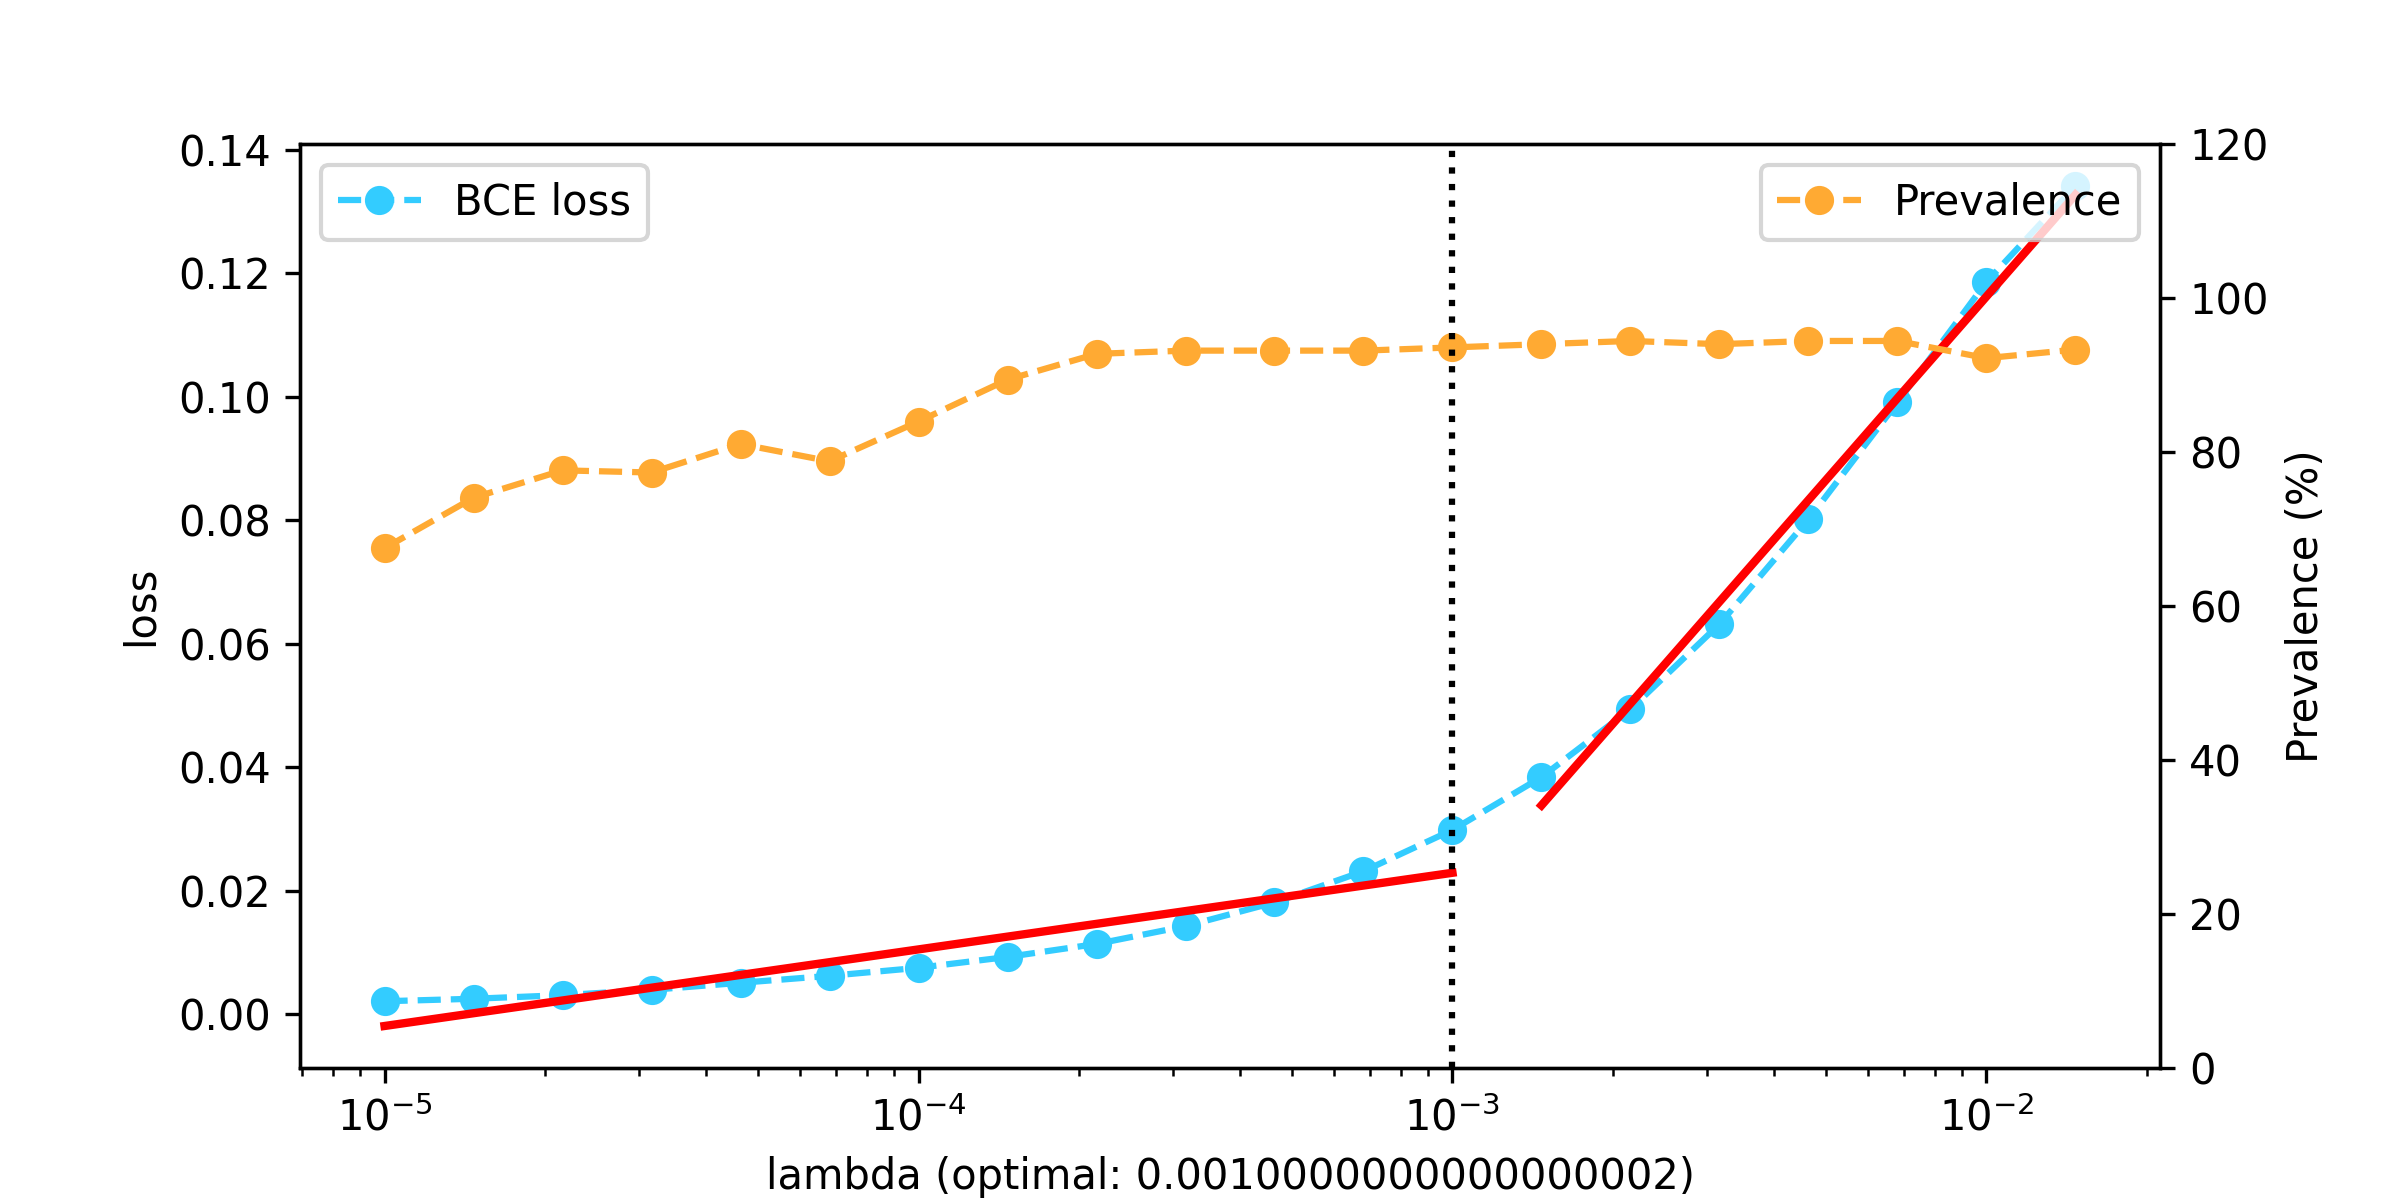 BCE loss
Prevalence
0.14
0.12
0.10
0.08
0.06
0.04
0.02
0.00
loss
120
100
80
60
40
20
0
Prevalence (%)
10⁻⁵ 10⁻⁴ 10⁻³ 10⁻²
lambda (optimal: 0.0010000000000000002)